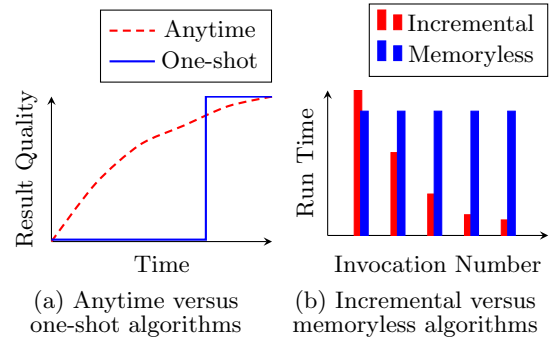 Anytime
One-shot
Result Quality
Time
(a) Anytime versus
one-shot algorithms
Incremental
Memoryless
Run Time
Invocation Number
(b) Incremental versus
memoryless algorithms